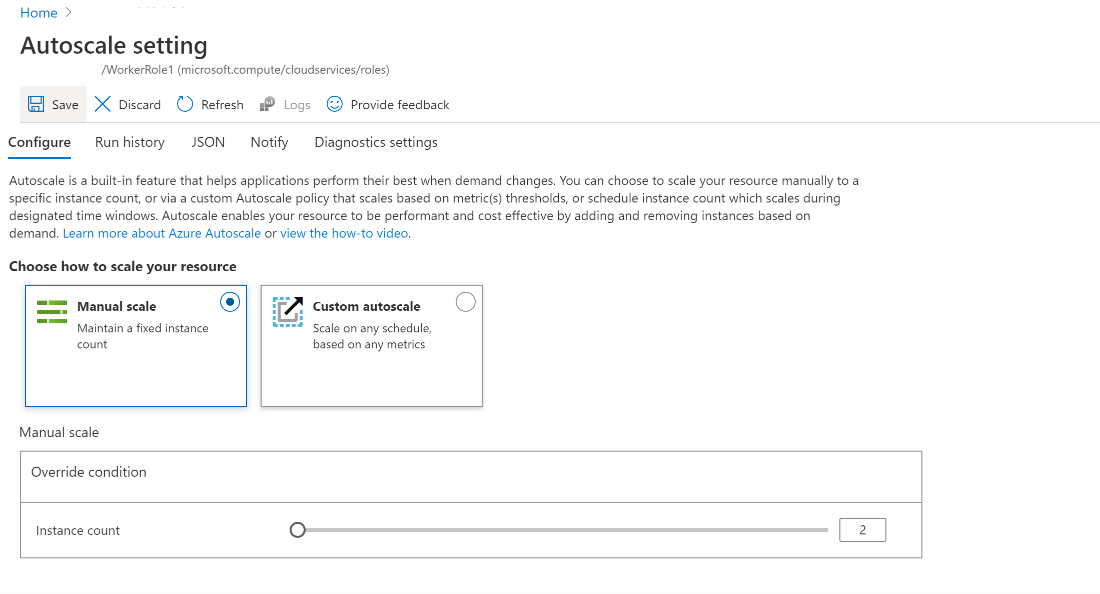 Home >
Autoscale setting
/WorkerRole1 (microsoft.compute/cloudservices/roles)
Save Discard Refresh Logs Provide feedback
Configure Run history JSON Notify Diagnostics settings
Autoscale is a built-in feature that helps applications perform their best when demand changes. You can choose to scale your resource manually to a
specific instance count, or via a custom Autoscale policy that scales based on metric(s) thresholds, or schedule instance count which scales during
designated time windows. Autoscale enables your resource to be performant and cost effective by adding and removing instances based on
demand. Learn more about Azure Autoscale or view the how-to video.
Choose how to scale your resource
Manual scale
Maintain a fixed instance
count
Custom autoscale
Scale on any schedule,
based on any metrics
Manual scale
Override condition
Instance count 2